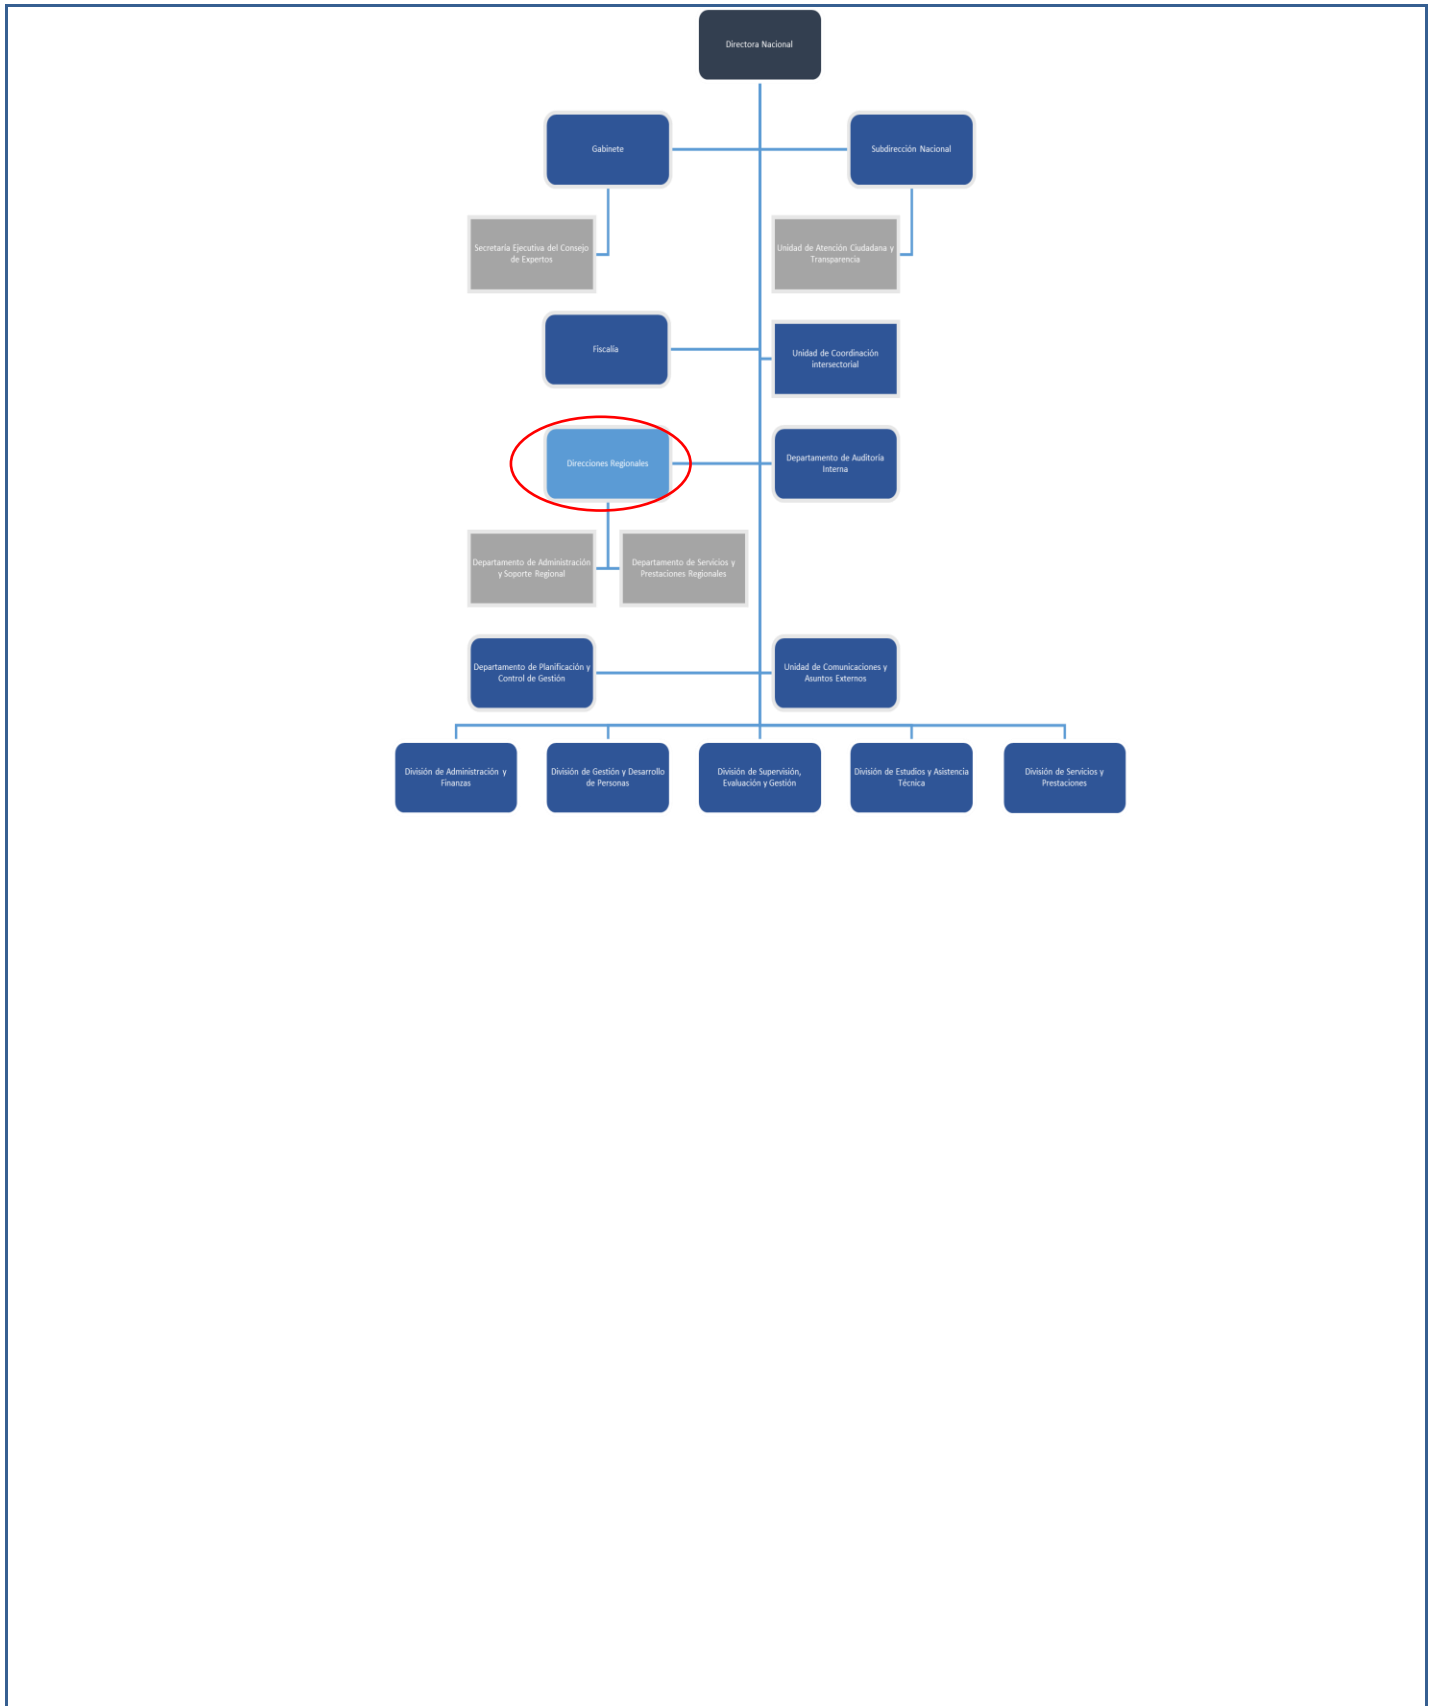 Directora Nacional
Gabinete
Subdirección Nacional
Secretaría Ejecutiva del Consejo
de Expertos
Unidad de Atención Ciudadana y
Transparencia
Fiscalía
Unidad de Coordinación
intersectorial
Direcciones Regionales
Departamento de Auditoría
Interna
Departamento de Administración
y Soporte Regional
Departamento de Servicios y
Prestaciones Regionales
Departamento de Planificación y
Control de Gestión
Unidad de Comunicaciones y
Asuntos Externos
División de Administración y
Finanzas
División de Gestión y Desarrollo
de Personas
División de Supervisión,
Evaluación y Gestión
División de Estudios y Asistencia
Técnica
División de Servicios y
Prestaciones